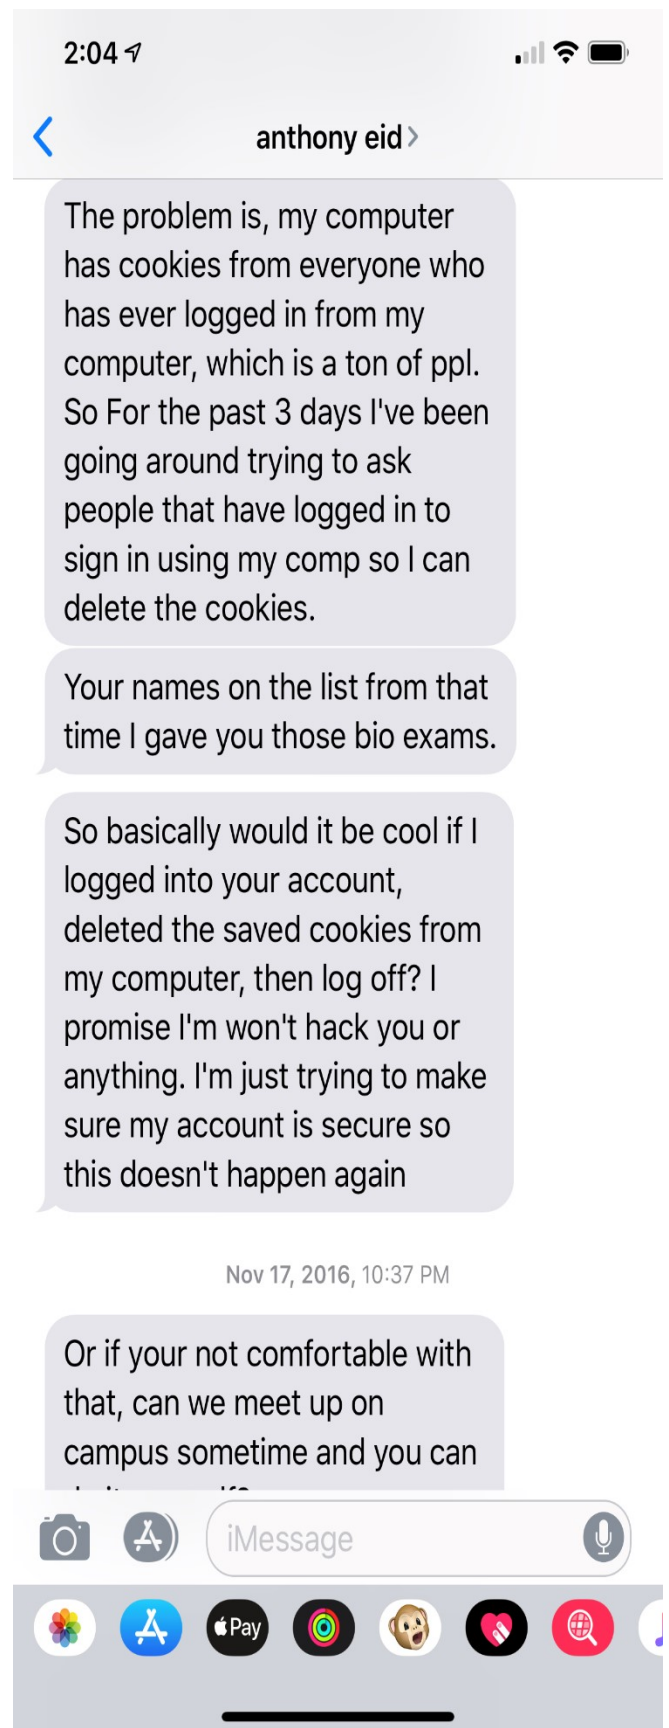 2:04
anthony eid
The problem is, my computer
has cookies from everyone who
has ever logged in from my
computer, which is a ton of ppl.
So For the past 3 days I've been
going around trying to ask
people that have logged in to
sign in using my comp so I can
delete the cookies.
Your names on the list from that
time I gave you those bio exams.
So basically would it be cool if I
logged into your account,
deleted the saved cookies from
my computer, then log off? I
promise I'm won't hack you or
anything. I'm just trying to make
sure my account is secure so
this doesn't happen again
Nov 17, 2016, 10:37 PM
Or if your not comfortable with
that, can we meet up on
campus sometime and you can
iMessage
Pay